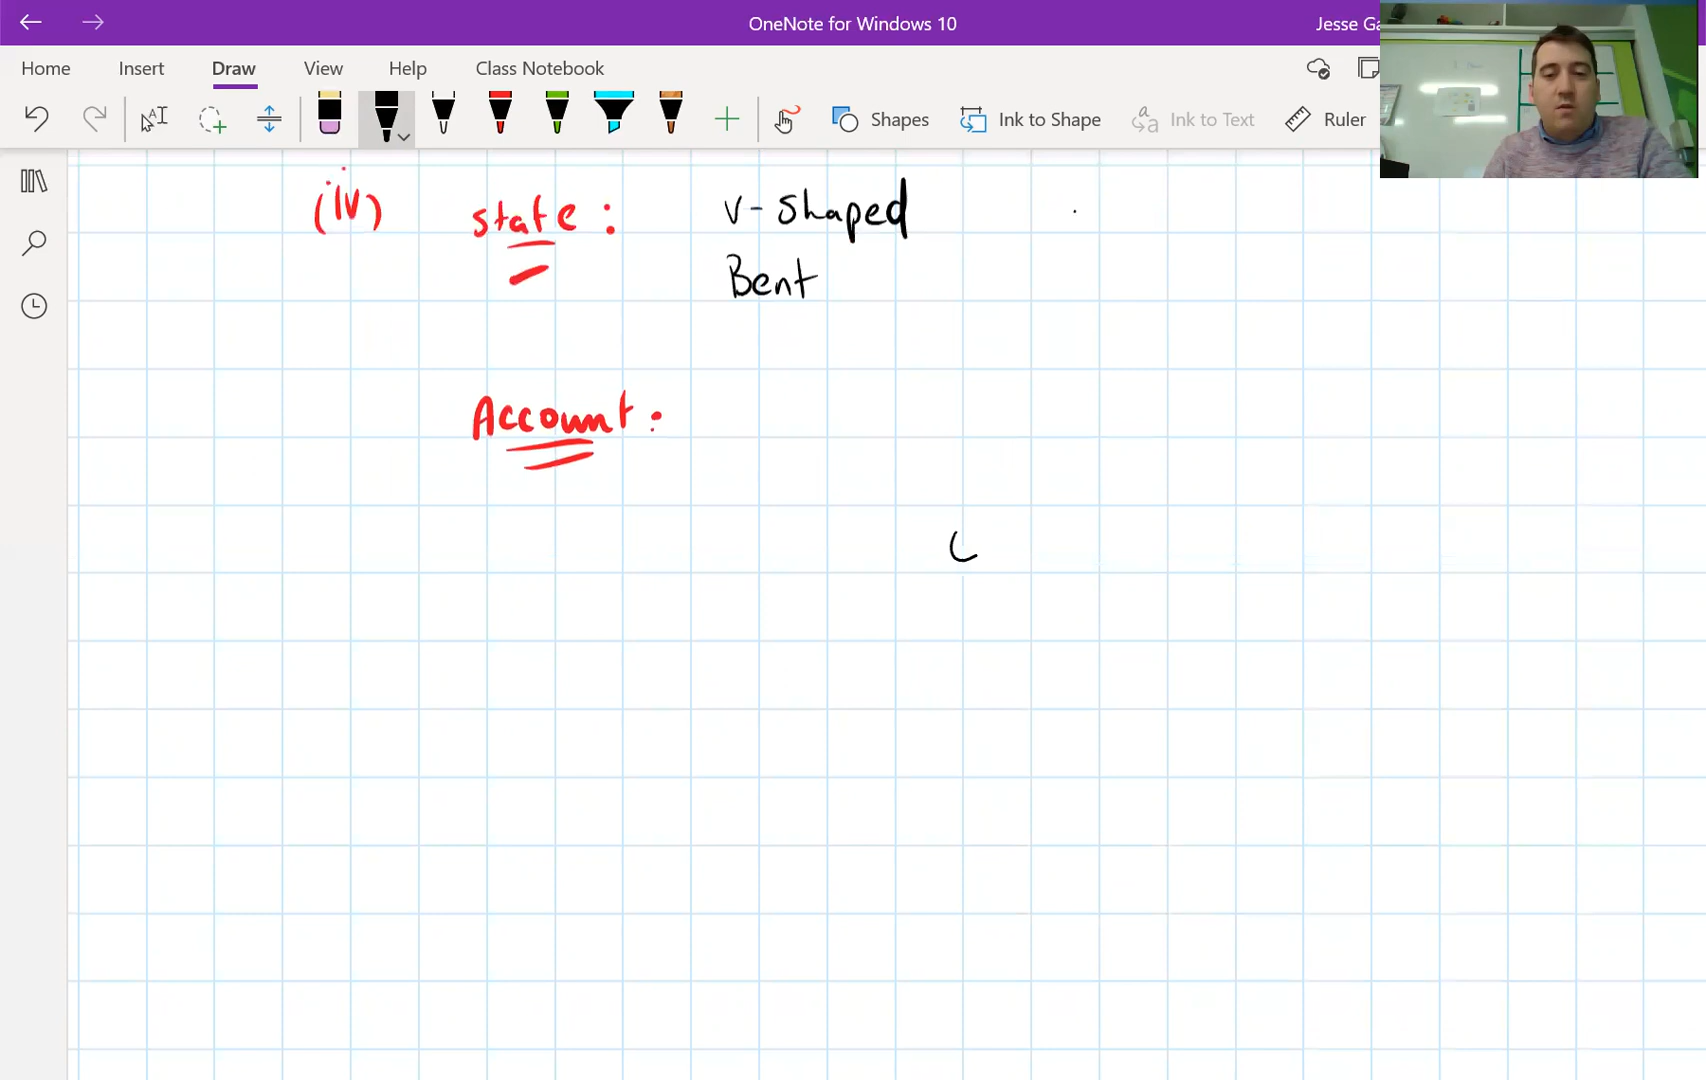 OneNote for Windows 10
Jesse Ga
Home Insert Draw View Help Class Notebook
Shapes Ink to Shape Ink to Text Ruler
(iv) state: v-shaped
Bent
Account:
C